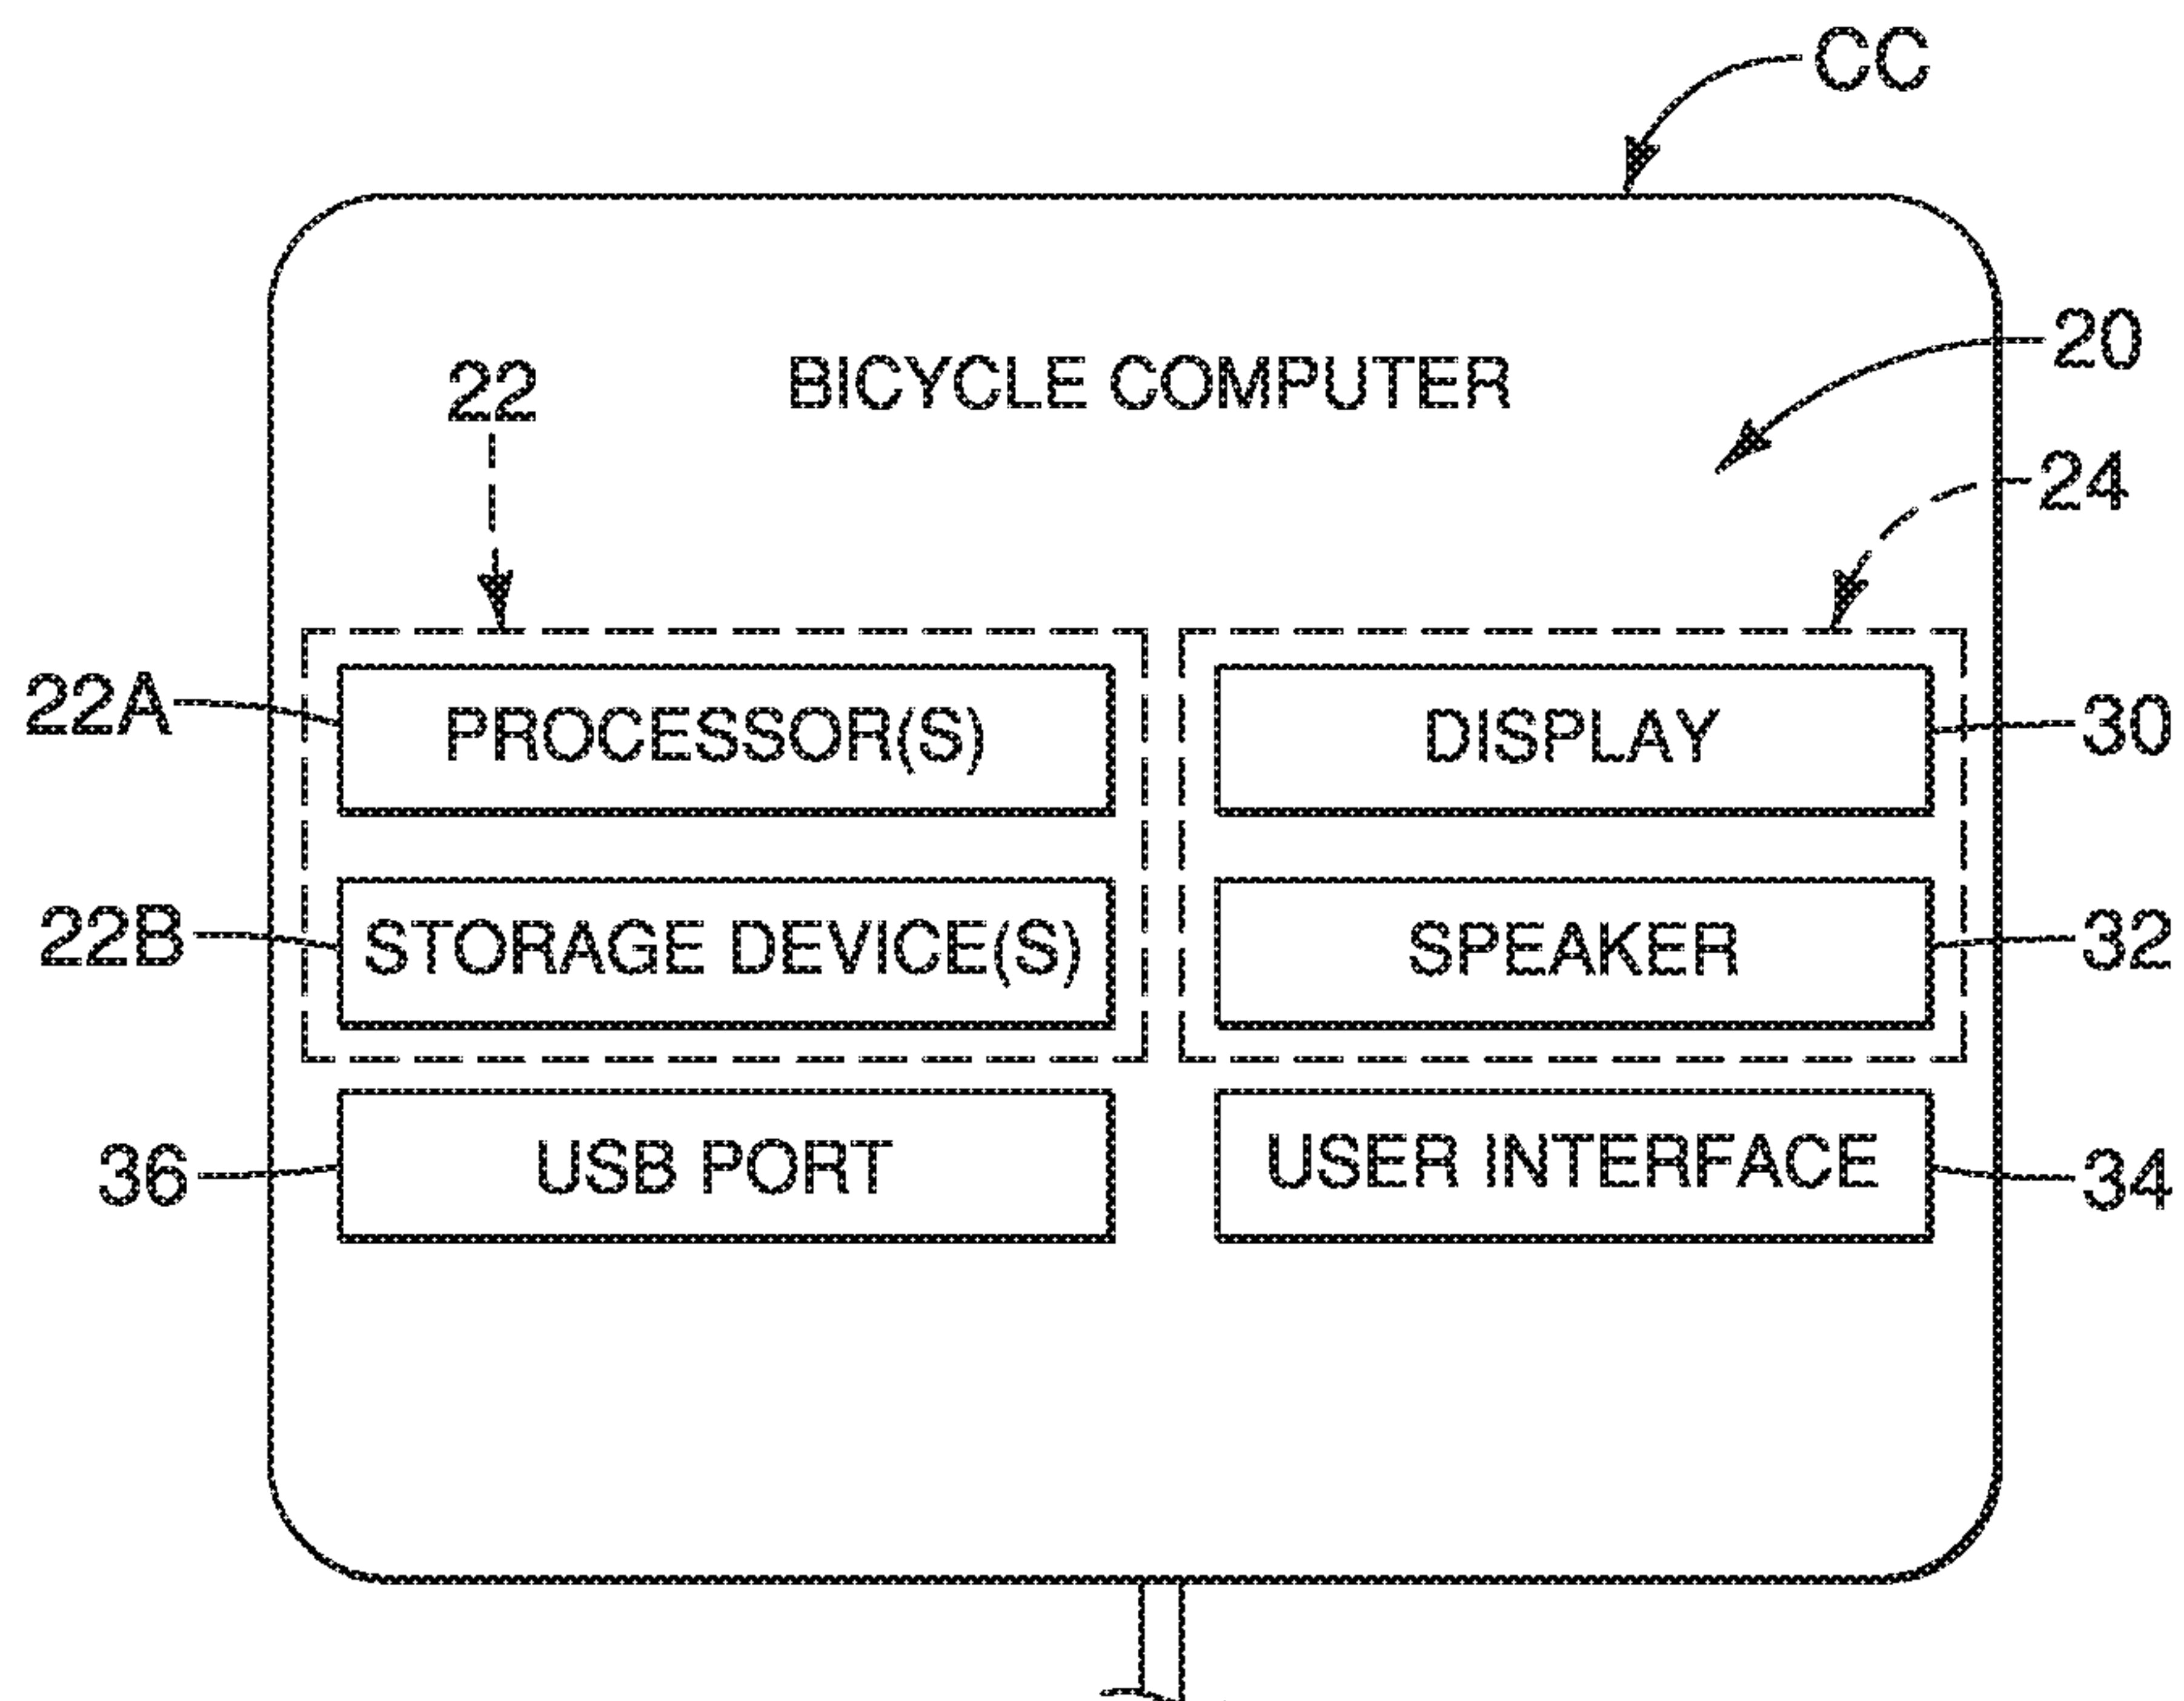 CC
BICYCLE COMPUTER
20
22
24
22A
PROCESSOR(S)
DISPLAY
30
22B
STORAGE DEVICE(S)
SPEAKER
32
36
USB PORT
USER INTERFACE
34